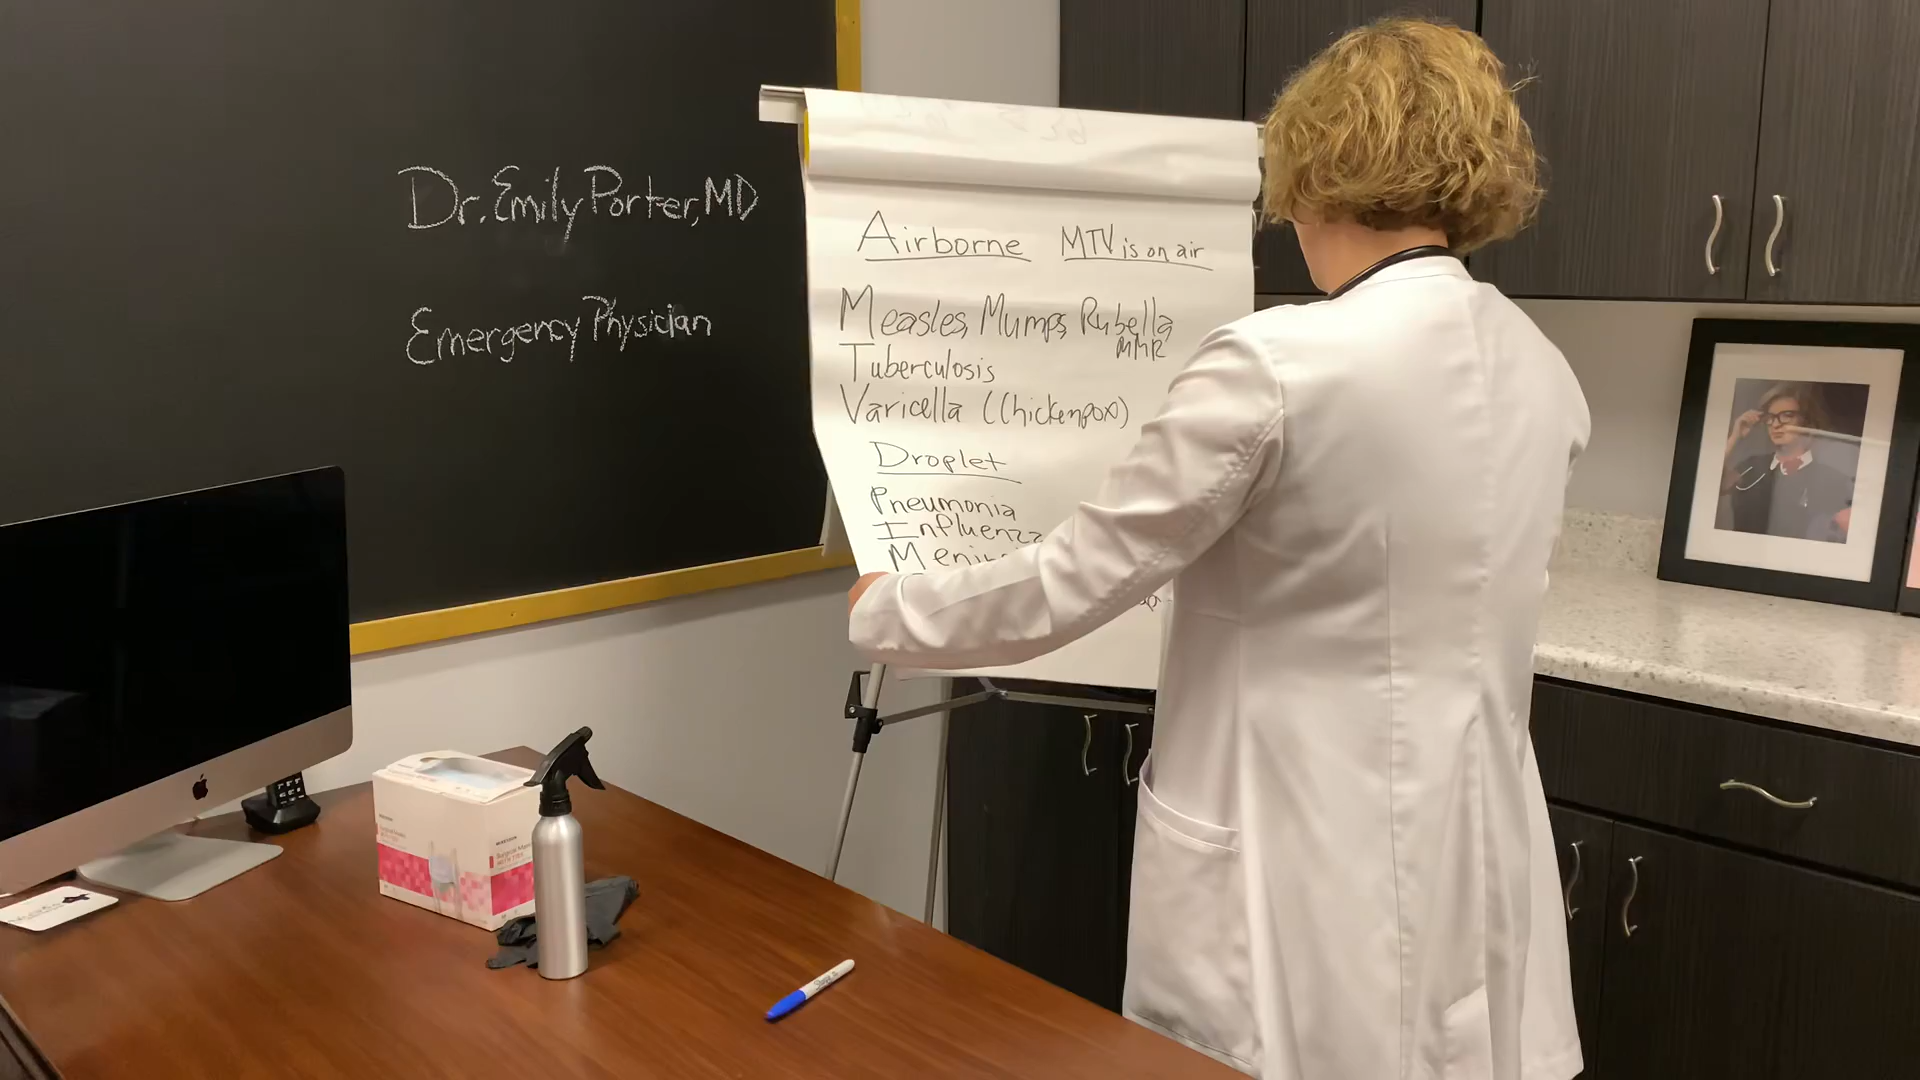 Dr. Emily Porter, MD
Emergency Physician
Airborne MTV is on air
Measles, Mumps, Rubella,
MMR
Tuberculosis
Varicella (Chickenpox)
Droplet
Pneumonia
Influenza
Sharpie